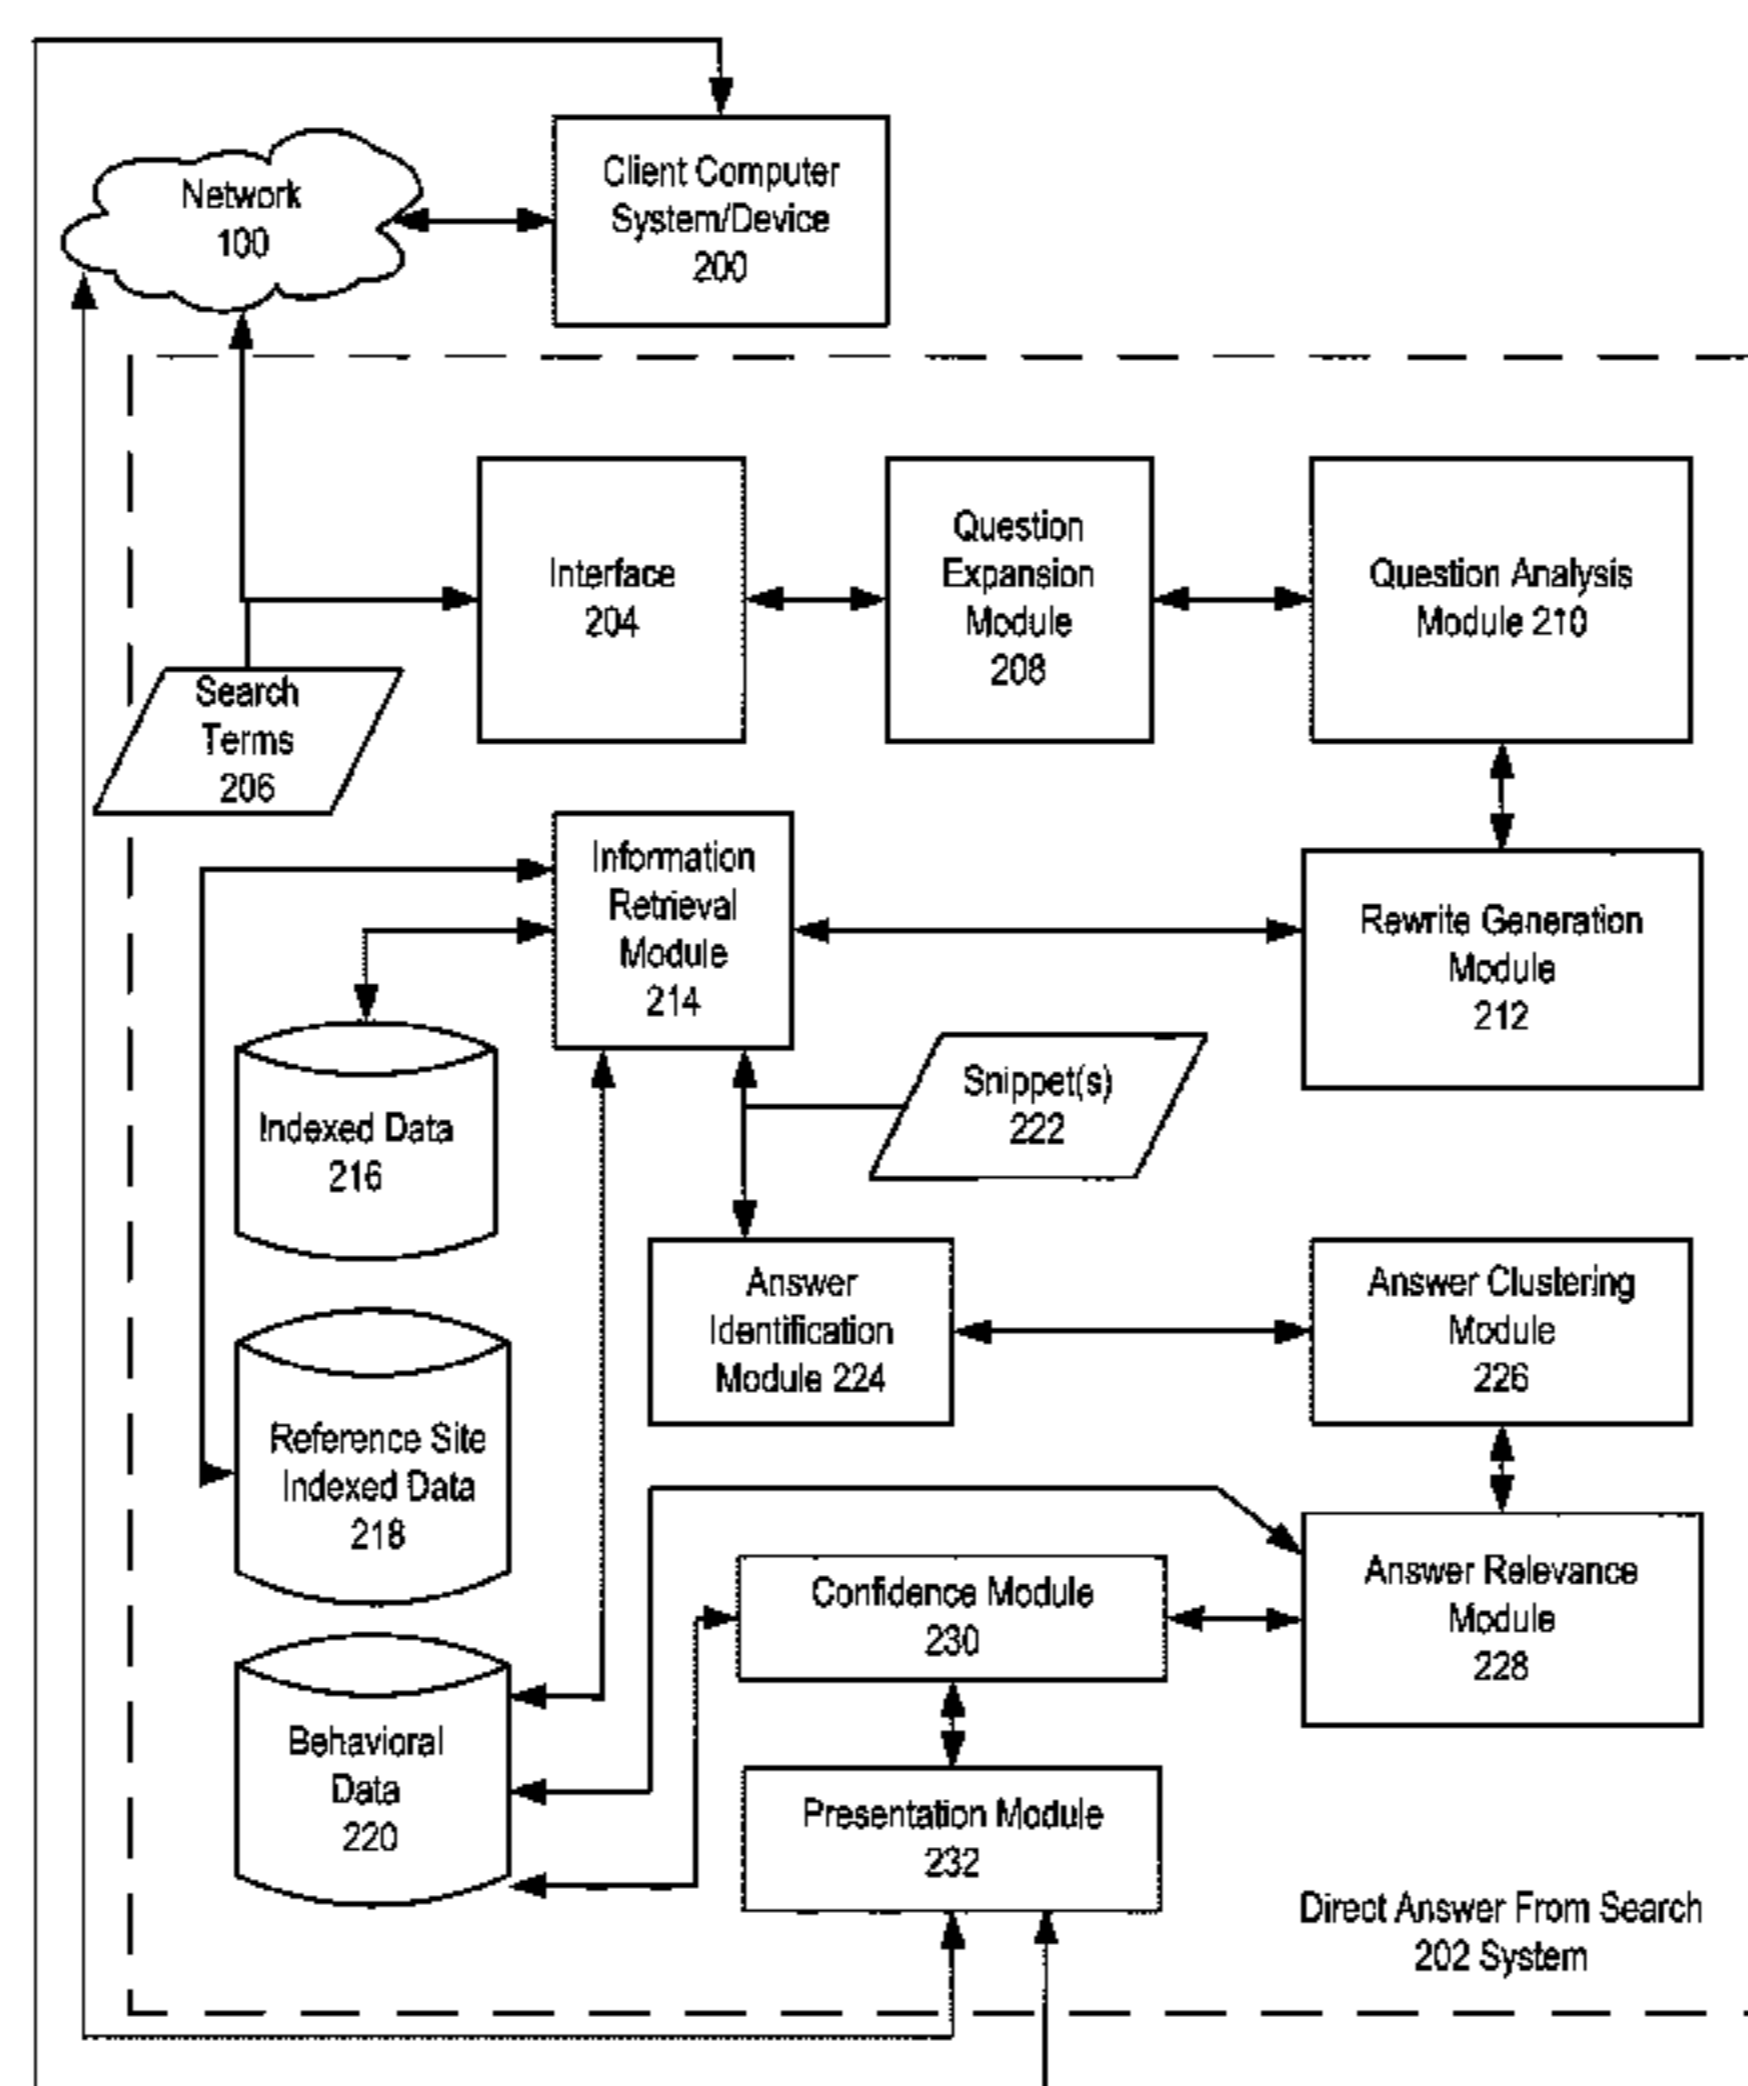 Network
100
Client Computer
System/Device
200
Interface
204
Question
Expansion
Module
208
Question Analysis
Module 210
Search
Terms
206
Information
Retrieval
Module
214
Rewrite Generation
Module
212
Snippet(s)
222
Indexed Data
216
Answer
Identification
Module 224
Answer Clustering
Module
226
Reference Site
Indexed Data
218
Confidence Module
230
Answer Relevance
Module
228
Behavioral
Data
220
Presentation Module
232
Direct Answer From Search
202 System